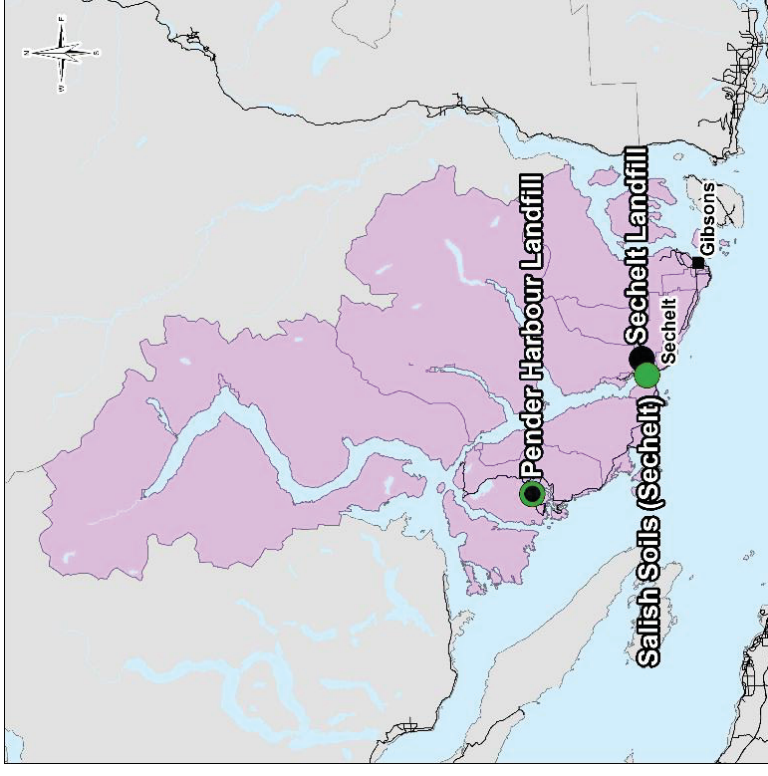 N
W
E
F
Pender Harbour Landfill
Sechelt Landfill
Gibsons
Sechelt
Salish Soils (Sechelt)